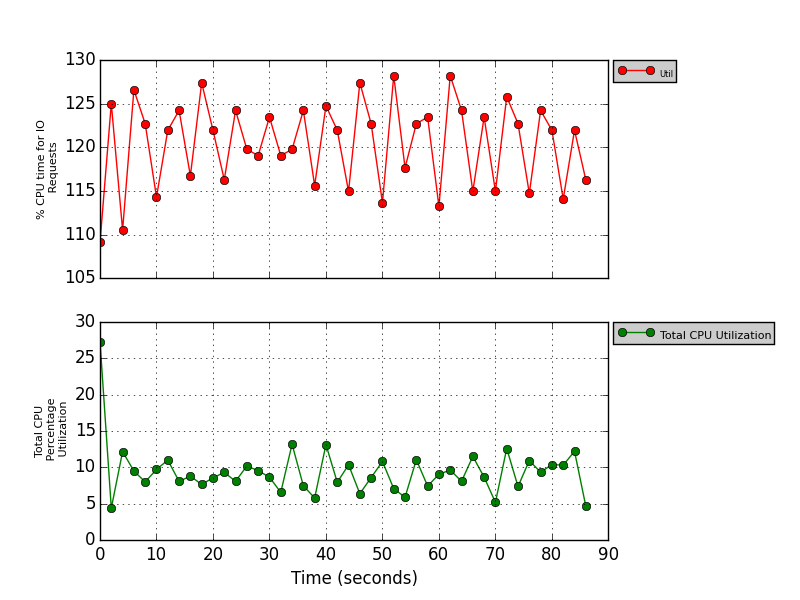 130
125
120
115
110
105
% CPU time for IO
Requests
Util
30
25
20
15
10
5
0
Total CPU
Percentage
Utilization
Total CPU Utilization
0 10 20 30 40 50 60 70 80 90
Time (seconds)